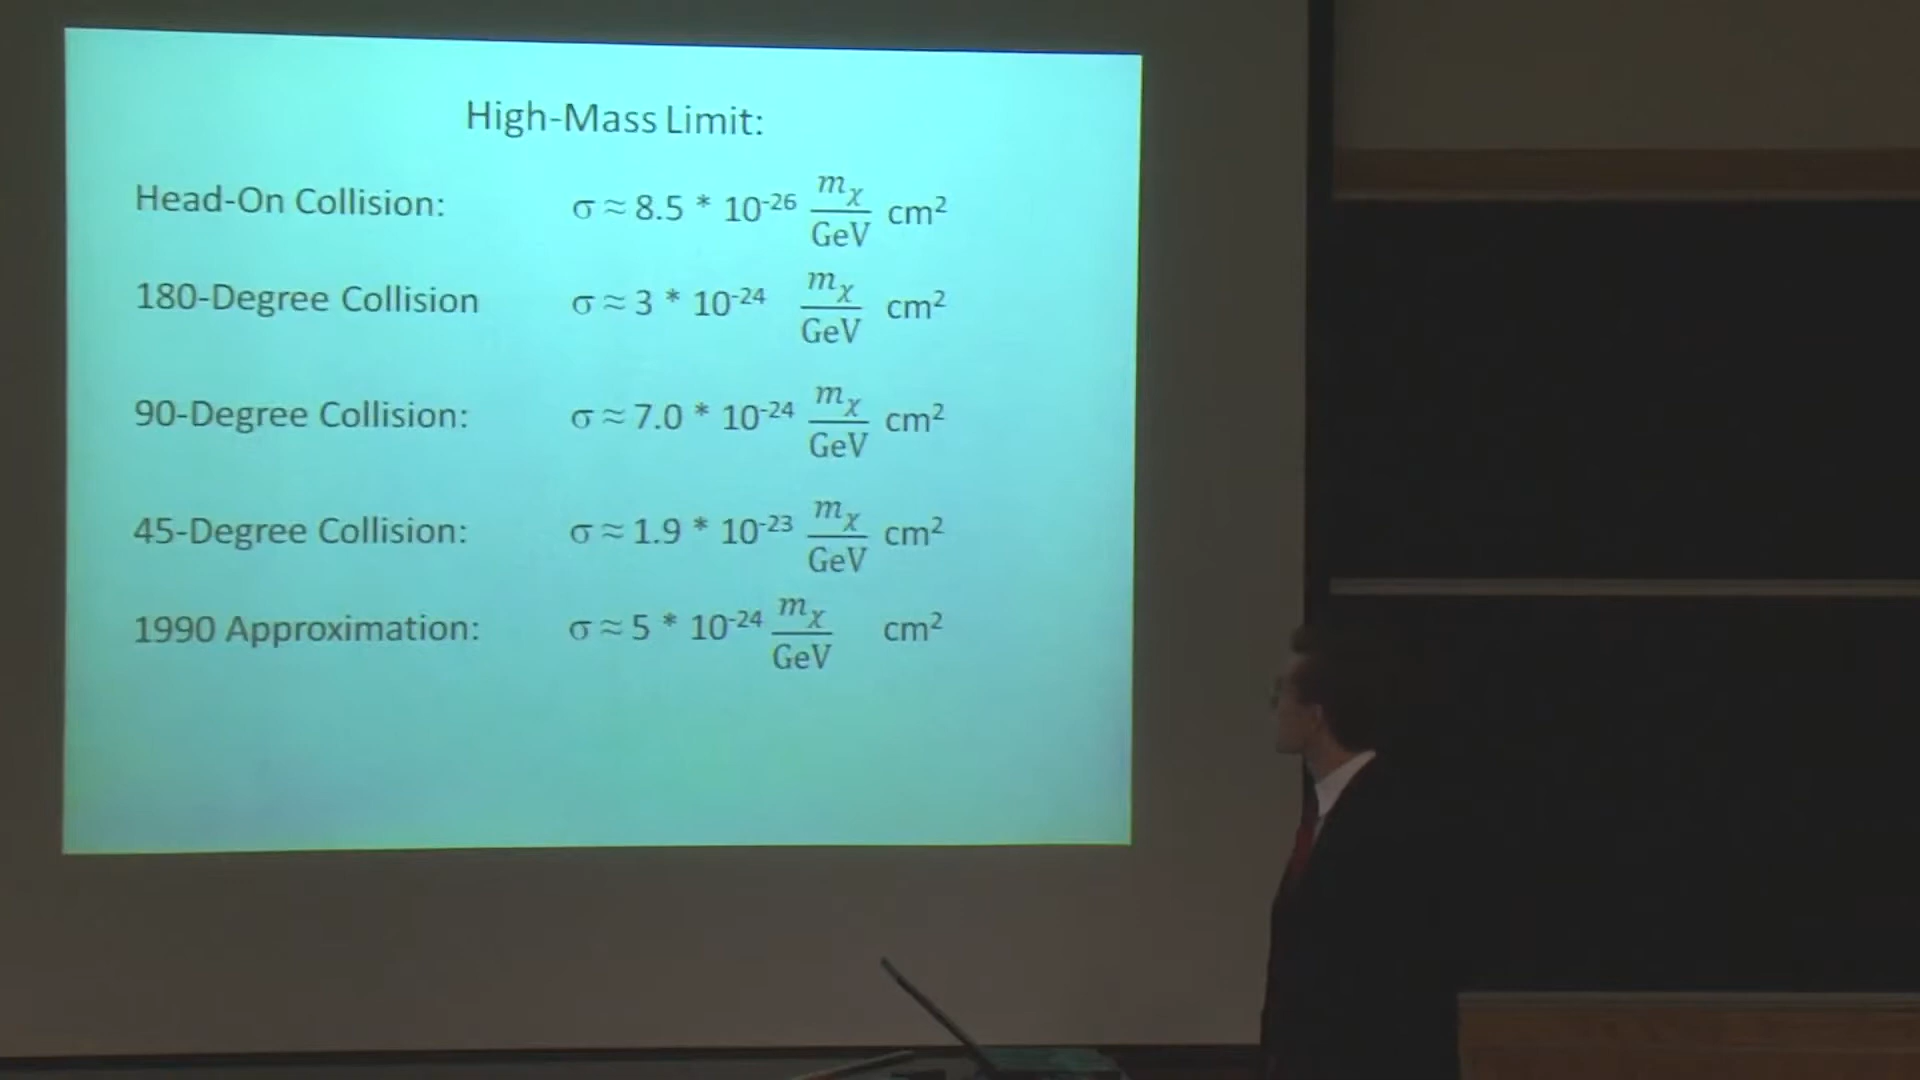 High-Mass Limit:
Head-On Collision: σ ≈ 8.5 * 10⁻²⁶ mᵪ/GeV cm²
180-Degree Collision σ ≈ 3 * 10⁻²⁴ mᵪ/GeV cm²
90-Degree Collision: σ ≈ 7.0 * 10⁻²⁴ mᵪ/GeV cm²
45-Degree Collision: σ ≈ 1.9 * 10⁻²³ mᵪ/GeV cm²
1990 Approximation: σ ≈ 5 * 10⁻²⁴ mᵪ/GeV cm²